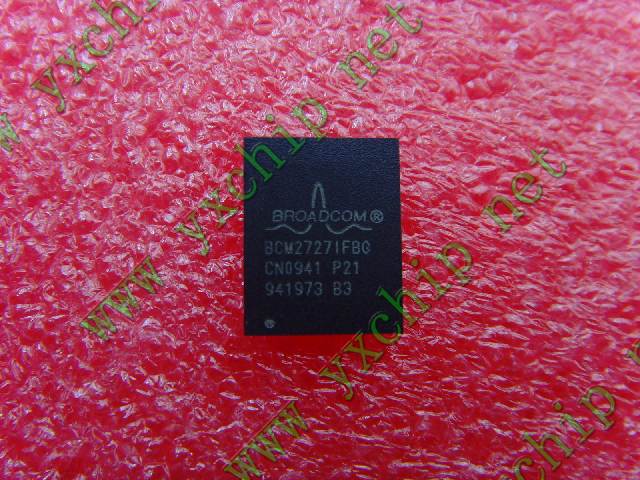 www yxchip net
BROADCOM®
BCM2727IFBG
CN0941 P21
941973 B3
www yxchip net
www yxchip net
www yxchip net